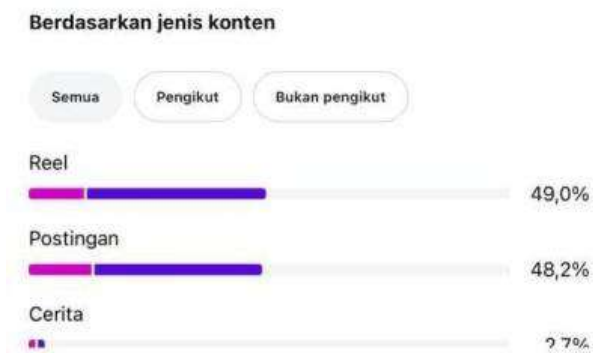 Berdasarkan jenis konten
Semua Pengikut Bukan pengikut
Reel
49,0%
Postingan
48,2%
Cerita
2,7%